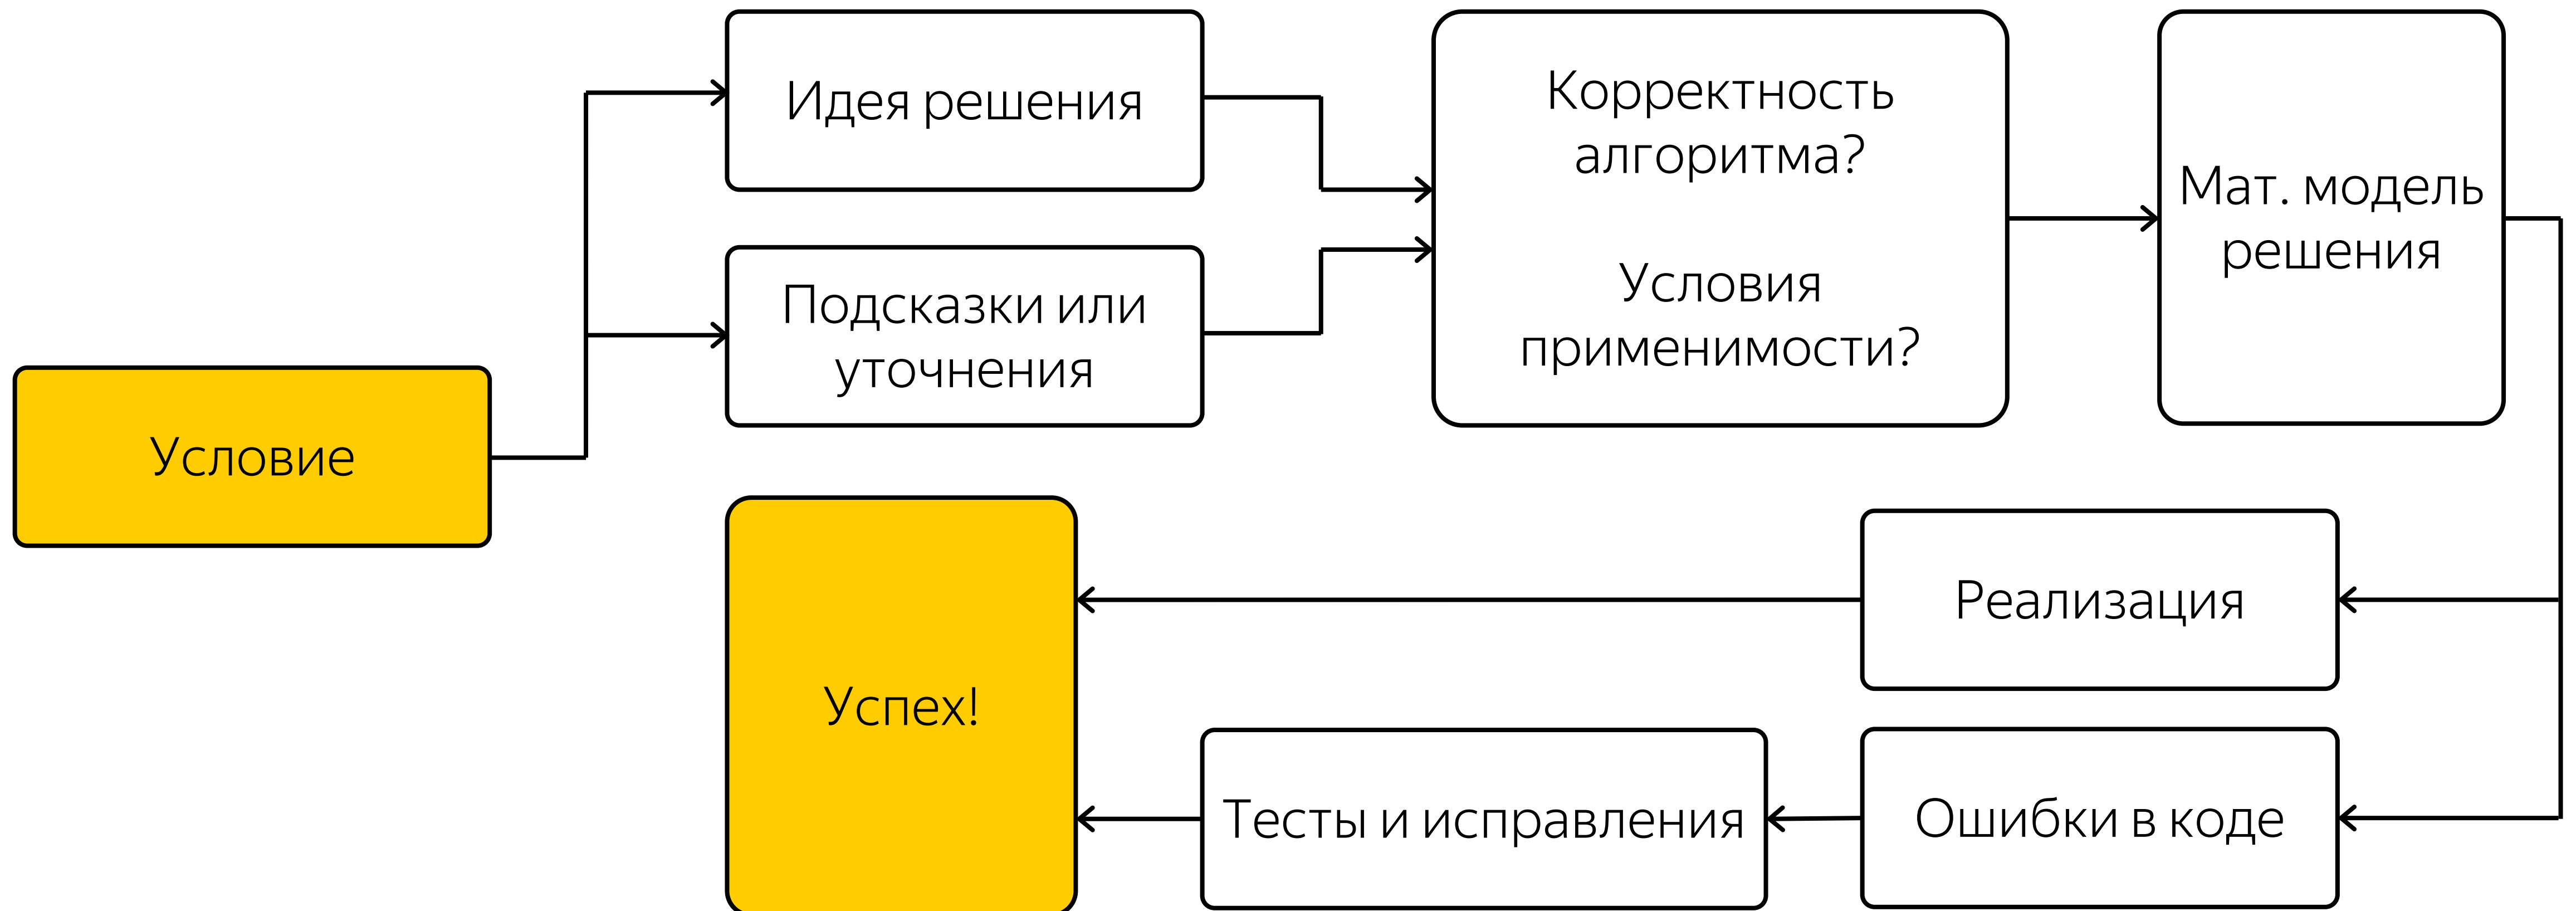 Идея решения
Подсказки или
уточнения
Условие
Корректность
алгоритма?
Условия
применимости?
Мат. модель
решения
Реализация
Ошибки в коде
Тесты и исправления
Успех!